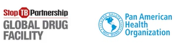 Stop TB Partnership
GLOBAL DRUG
FACILITY
Pan American
Health
Organization